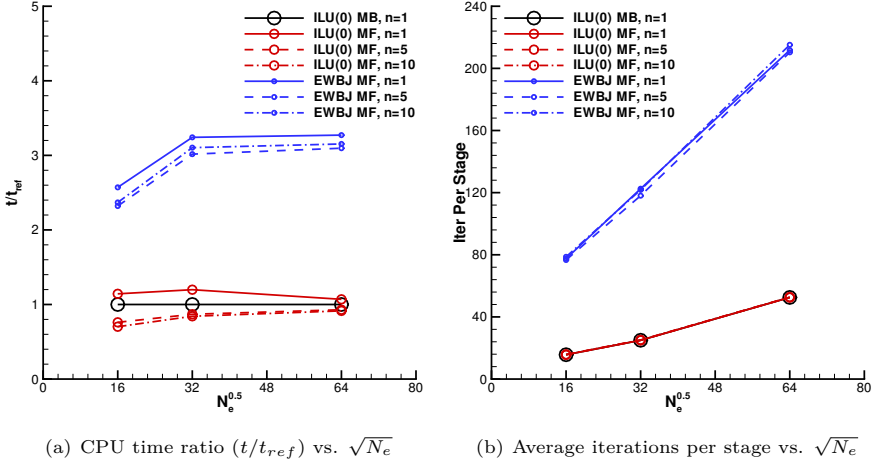 ILU(0) MB, n=1
ILU(0) MF, n=1
ILU(0) MF, n=5
ILU(0) MF, n=10
EWBJ MF, n=1
EWBJ MF, n=5
EWBJ MF, n=10
t/t_ref
5
4
3
2
1
0
0 16 32 48 64 80
N_e^0.5
(a) CPU time ratio (t/t_ref) vs. √N_e
ILU(0) MB, n=1
ILU(0) MF, n=1
ILU(0) MF, n=5
ILU(0) MF, n=10
EWBJ MF, n=1
EWBJ MF, n=5
EWBJ MF, n=10
Iter Per Stage
240
200
160
120
80
40
0
0 16 32 48 64 80
N_e^0.5
(b) Average iterations per stage vs. √N_e